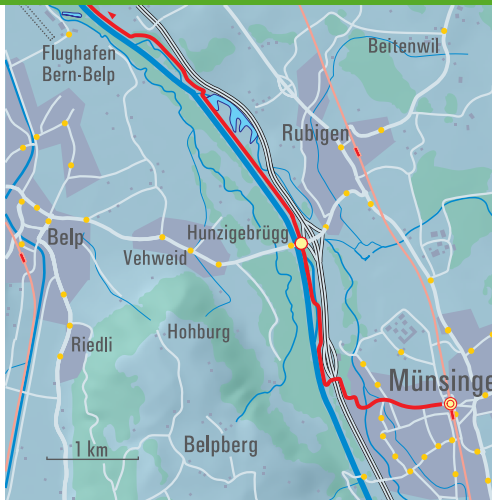 Flughafen
Bern-Belp
Beitenwil
Rubigen
Hunzigebrügg
Belp
Vehweid
Hohburg
Riedli
Münsinge
Belpberg
1 km